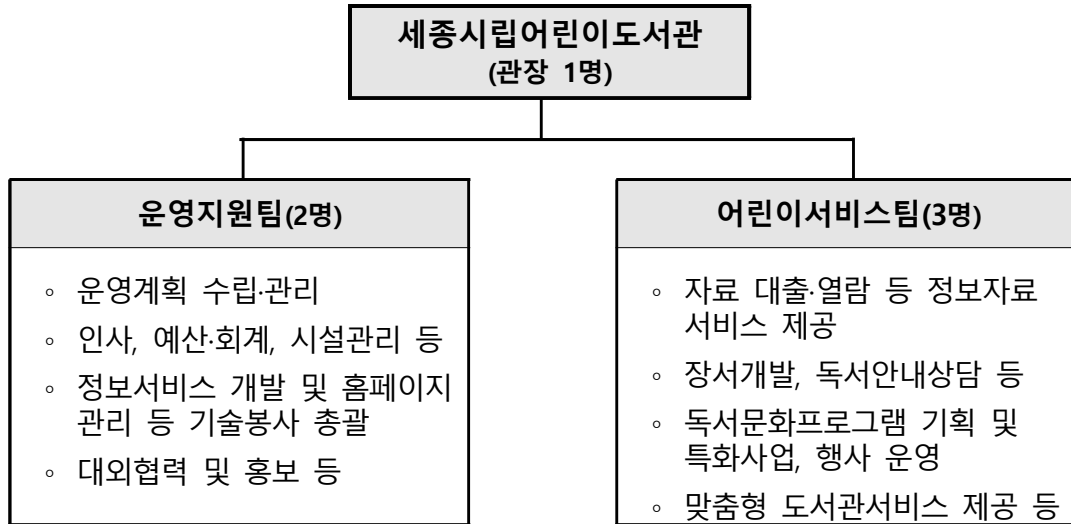 세종시립어린이도서관
(관장 1명)
운영지원팀(2명)
◦ 운영계획 수립·관리
◦ 인사, 예산·회계, 시설관리 등
◦ 정보서비스 개발 및 홈페이지
관리 등 기술봉사 총괄
◦ 대외협력 및 홍보 등
어린이서비스팀(3명)
◦ 자료 대출·열람 등 정보자료
서비스 제공
◦ 장서개발, 독서안내상담 등
◦ 독서문화프로그램 기획 및
특화사업, 행사 운영
◦ 맞춤형 도서관서비스 제공 등